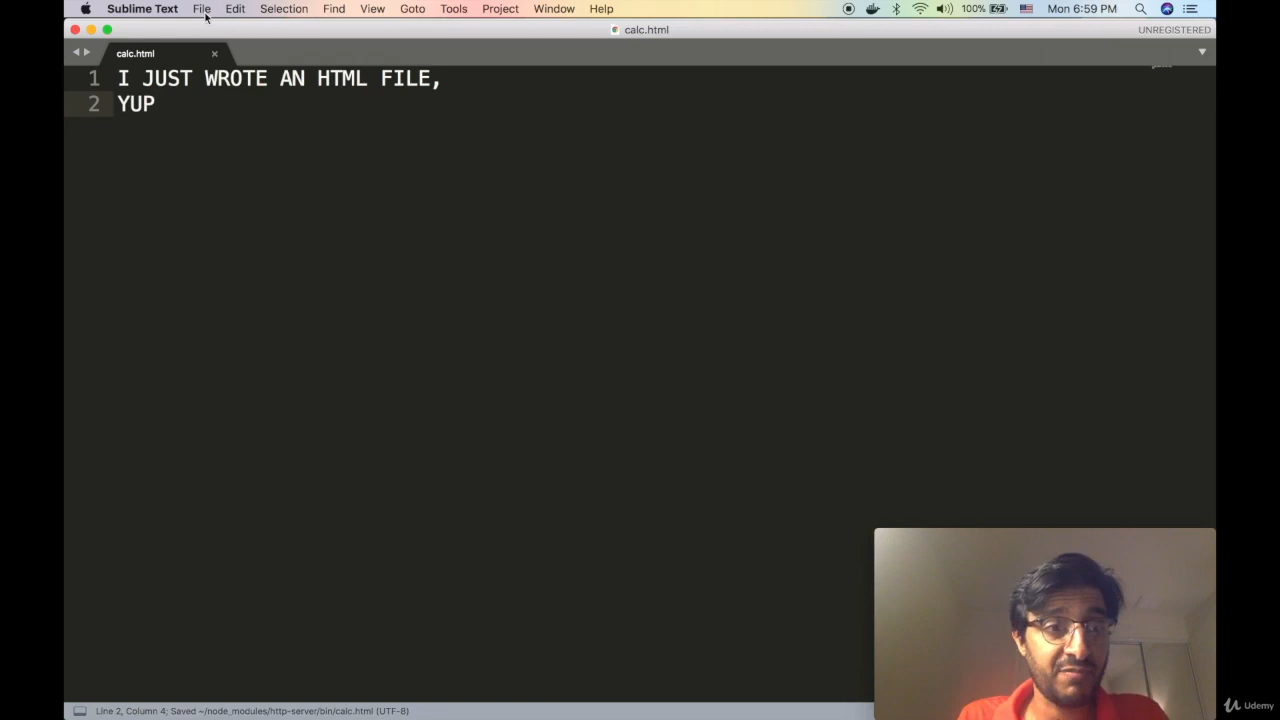 Sublime Text File Edit Selection Find View Goto Tools Project Window Help 100% Mon 6:59 PM
calc.html UNREGISTERED
calc.html
1 I JUST WROTE AN HTML FILE,
2 YUP
Line 2, Column 4; Saved ~/node_modules/http-server/bin/calc.html (UTF-8)
Udemy